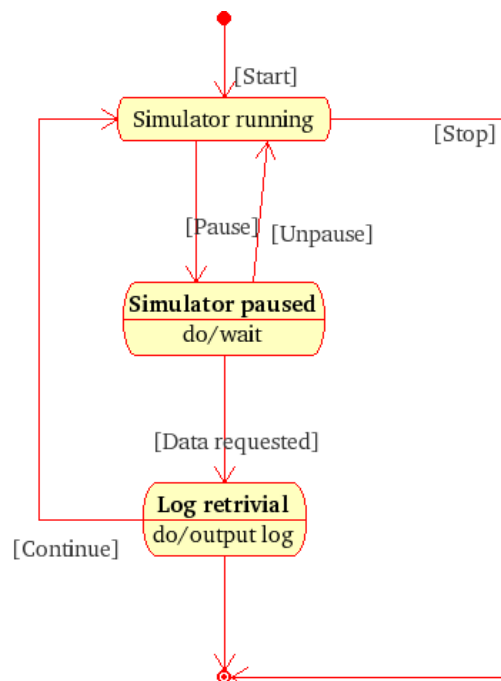 [Start]
Simulator running
[Stop]
[Pause]
[Unpause]
Simulator paused
do/wait
[Data requested]
Log retrivial
do/output log
[Continue]